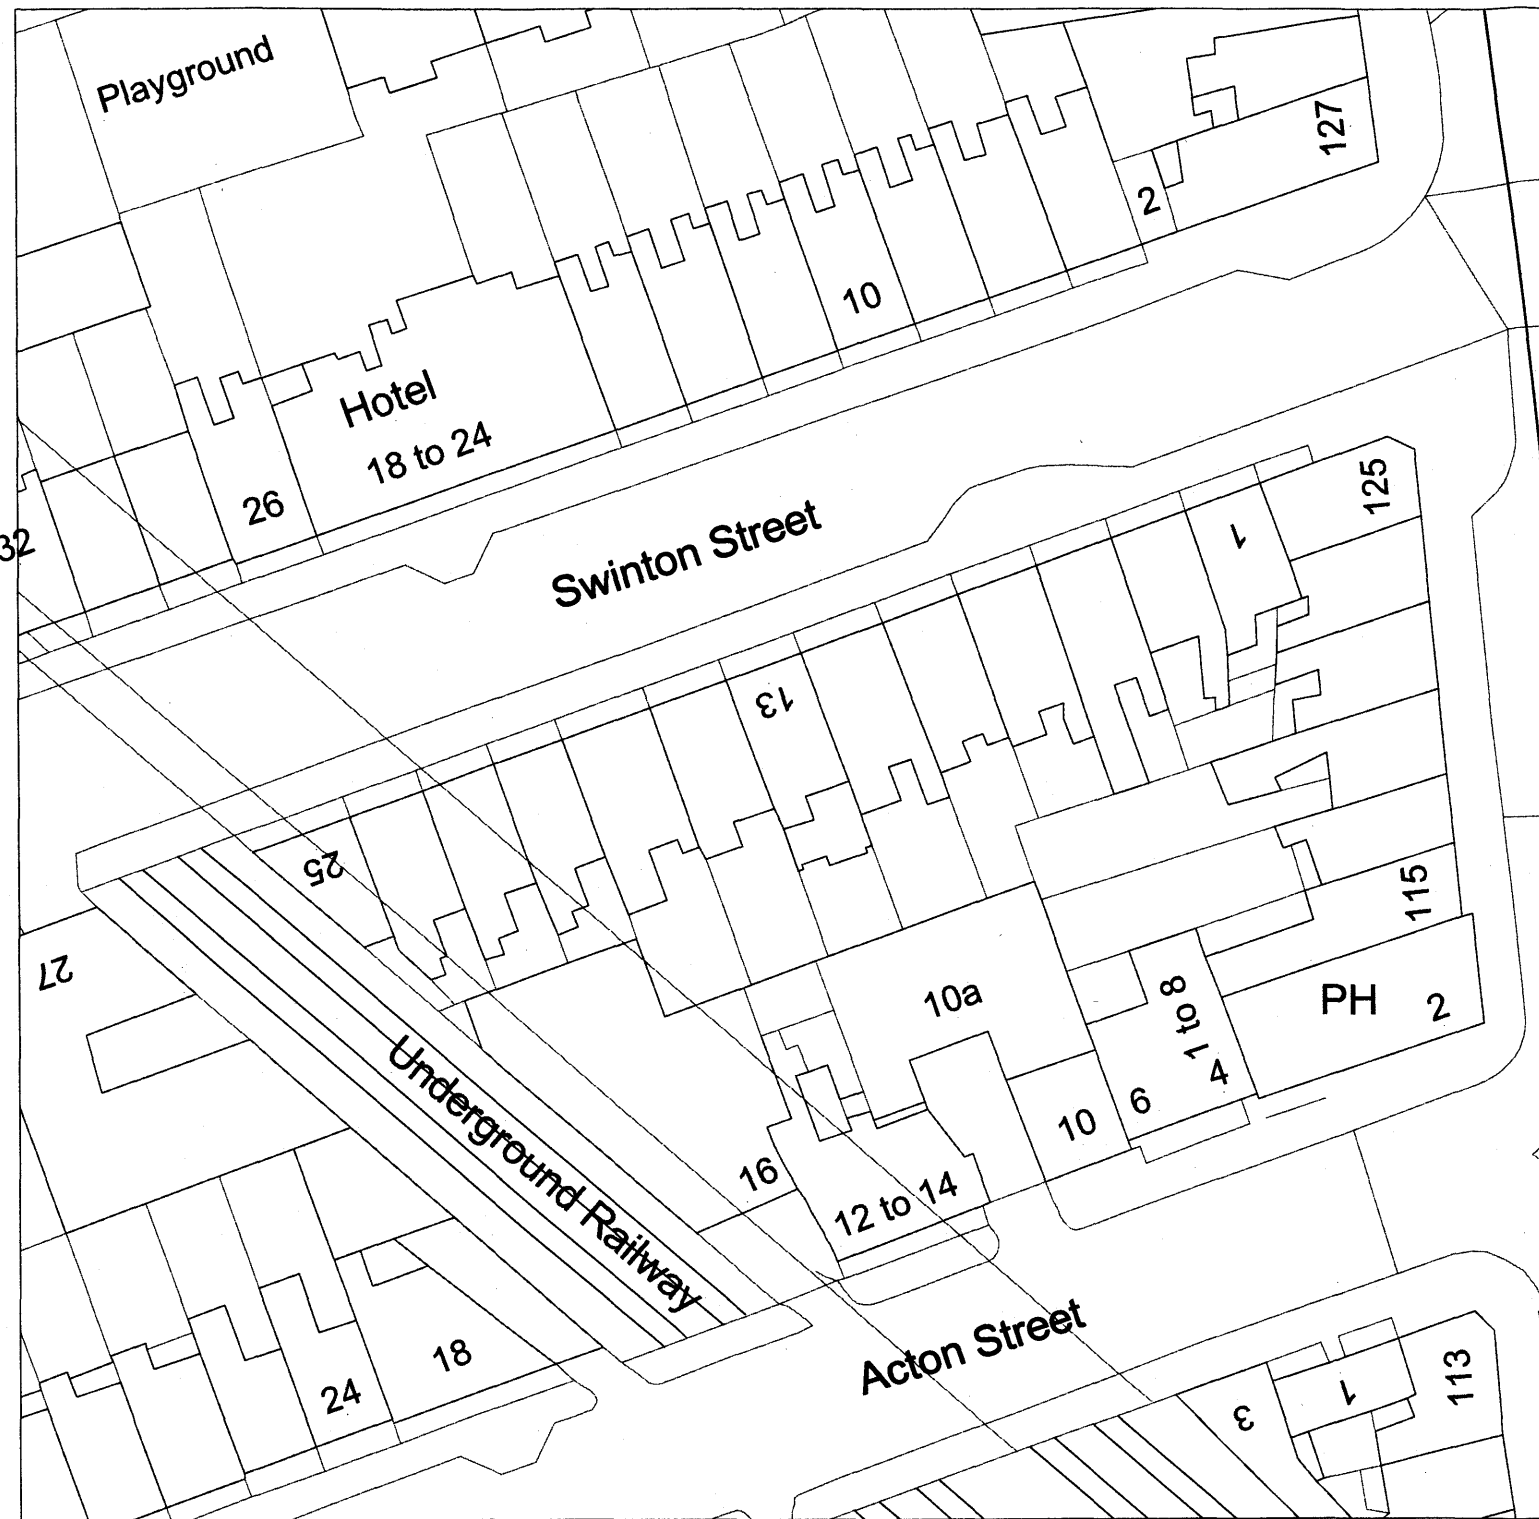 Playground
127
2
10
Hotel
18 to 24
26
32
Swinton Street
125
1
13
25
27
115
10a
PH
2
1 to 8
4
6
10
16
12 to 14
Underground Railway
Acton Street
18
24
3
1
113